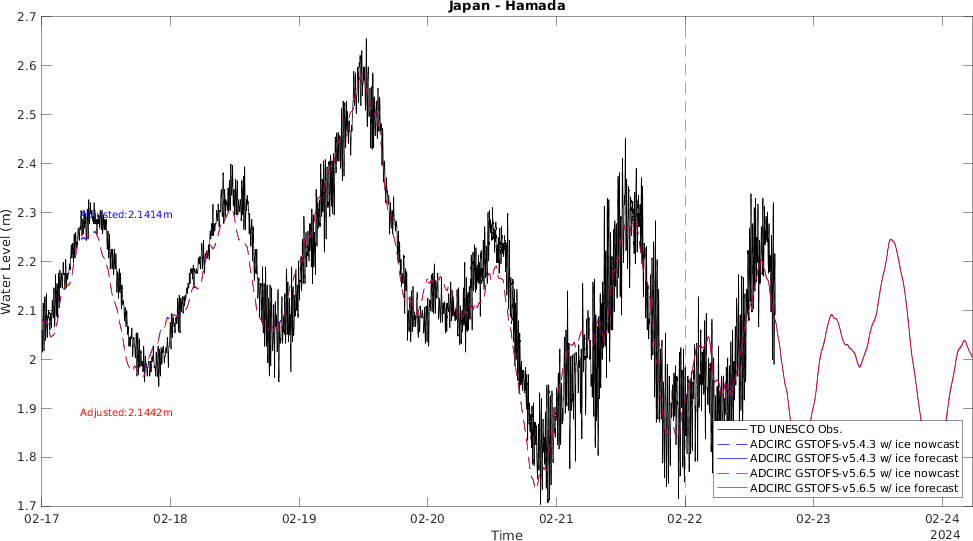 Japan - Hamada
2.7
2.6
2.5
2.4
2.3
2.2
2.1
2
1.9
1.8
1.7
Water Level (m)
Adjusted:2.1414m
Adjusted:2.1442m
TD UNESCO Obs.
ADCIRC GSTOFS-v5.4.3 w/ ice nowcast
ADCIRC GSTOFS-v5.4.3 w/ ice forecast
ADCIRC GSTOFS-v5.6.5 w/ ice nowcast
ADCIRC GSTOFS-v5.6.5 w/ ice forecast
02-17 02-18 02-19 02-20 02-21 02-22 02-23 02-24
Time
2024